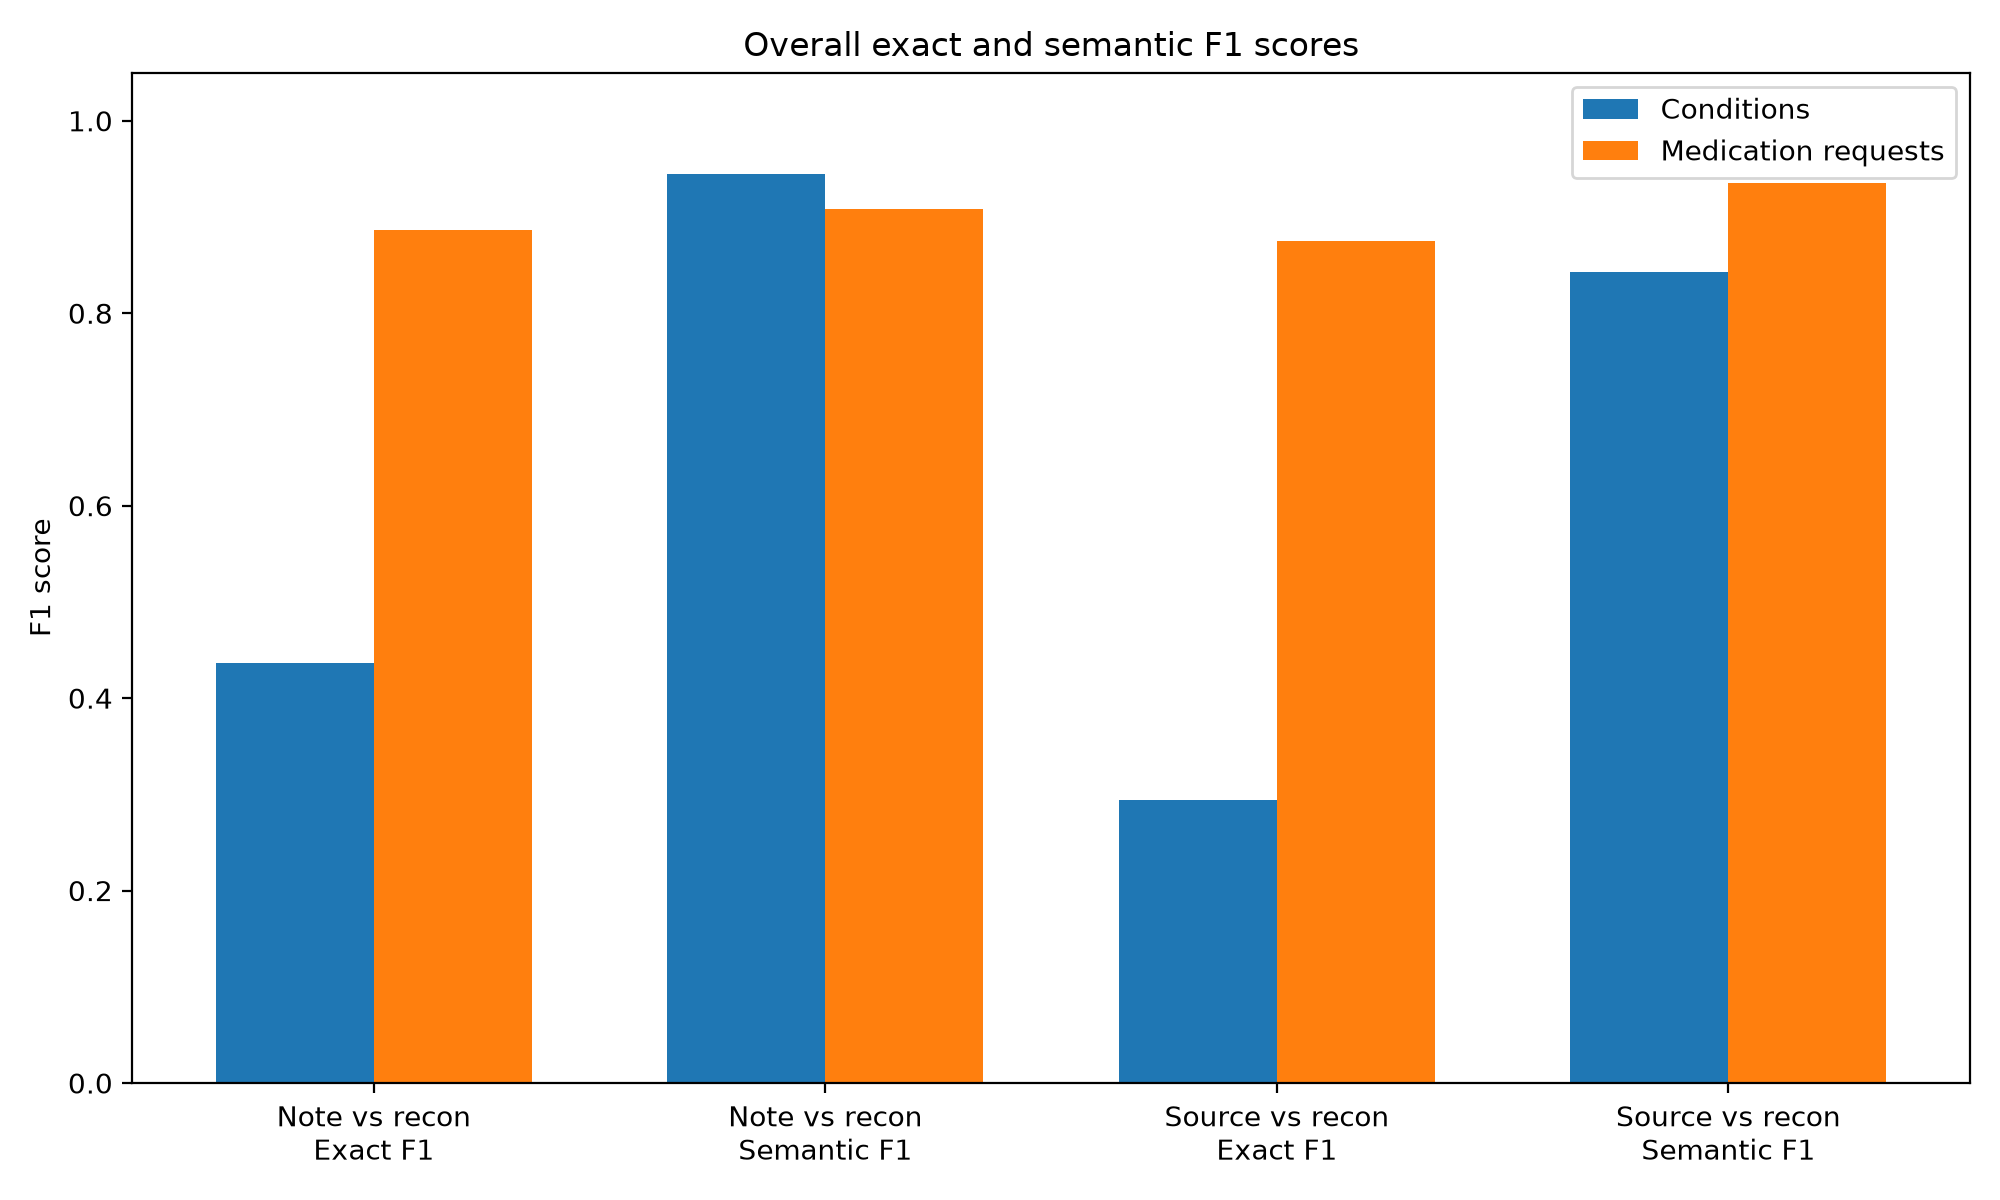 Overall exact and semantic F1 scores
Conditions
Medication requests
F1 score
1.0
0.8
0.6
0.4
0.2
0.0
Note vs recon
Exact F1
Note vs recon
Semantic F1
Source vs recon
Exact F1
Source vs recon
Semantic F1